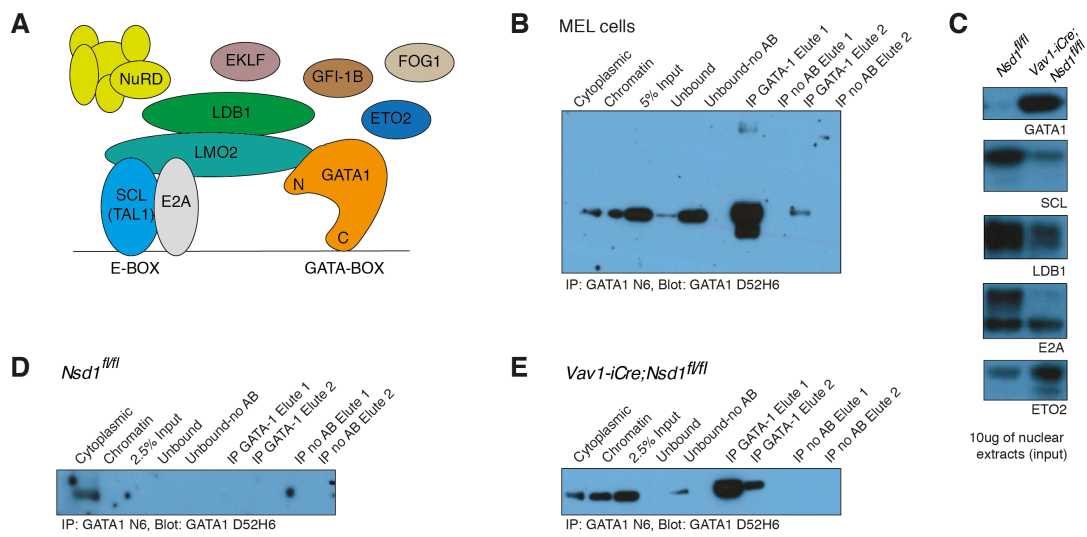 A
NuRD
EKLF
GFI-1B
FOG1
LDB1
ETO2
LMO2
SCL
(TAL1)
E2A
N
GATA1
C
E-BOX
GATA-BOX
B
MEL cells
Cytoplasmic
Chromatin
5% Input
Unbound
Unbound-no AB
IP GATA-1 Elute 1
IP no AB Elute 1
IP GATA-1 Elute 2
IP no AB Elute 2
IP: GATA1 N6, Blot: GATA1 D52H6
C
Nsd1fl/fl
Vav1-iCre;
Nsd1fl/fl
GATA1
SCL
LDB1
E2A
ETO2
10ug of nuclear
extracts (input)
D
Nsd1fl/fl
Cytoplasmic
Chromatin
2.5% Input
Unbound
Unbound-no AB
IP GATA-1 Elute 1
IP GATA-1 Elute 2
IP no AB Elute 1
IP no AB Elute 2
IP: GATA1 N6, Blot: GATA1 D52H6
E
Vav1-iCre;Nsd1fl/fl
Cytoplasmic
Chromatin
2.5% Input
Unbound
Unbound-no AB
IP GATA-1 Elute 1
IP GATA-1 Elute 2
IP no AB Elute 1
IP no AB Elute 2
IP: GATA1 N6, Blot: GATA1 D52H6